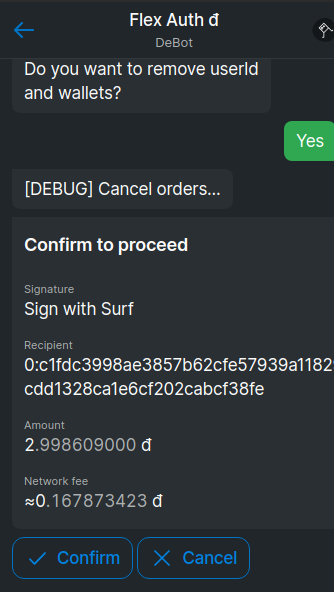 Flex Auth đ
DeBot
Do you want to remove userId
and wallets?
Yes
[DEBUG] Cancel orders...
Confirm to proceed
Signature
Sign with Surf
Recipient
0:c1fdc3998ae3857b62cfe57939a1182
cdd1328ca1e6cf202cabcf38fe
Amount
2.998609000 đ
Network fee
≈0.167873423 đ
Confirm
Cancel